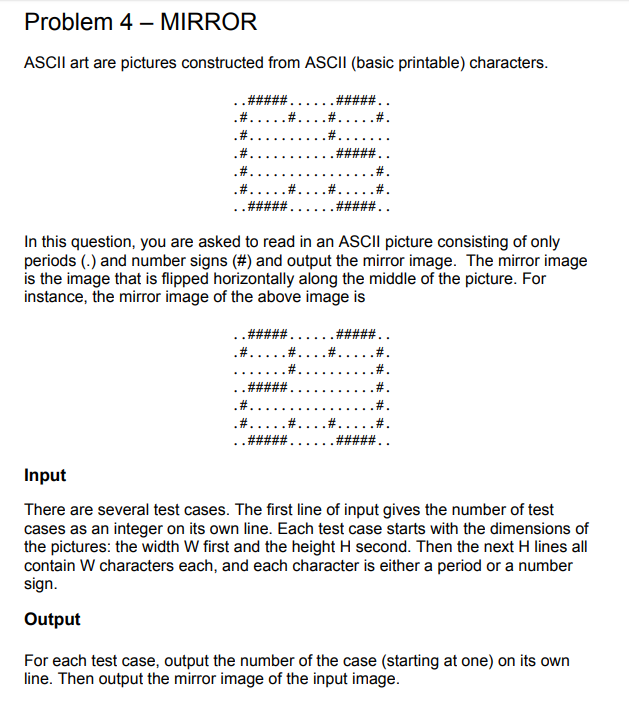 Problem 4 – MIRROR
ASCII art are pictures constructed from ASCII (basic printable) characters.
..#####......#####..
.#.....#....#.....#.
.#..........#.......
.#...........#####..
.#................#.
.#.....#....#.....#.
..#####......#####..
In this question, you are asked to read in an ASCII picture consisting of only
periods (.) and number signs (#) and output the mirror image. The mirror image
is the image that is flipped horizontally along the middle of the picture. For
instance, the mirror image of the above image is
..#####......#####..
.#.....#....#.....#.
.......#..........#.
..#####...........#.
.#................#.
.#.....#....#.....#.
..#####......#####..
Input
There are several test cases. The first line of input gives the number of test
cases as an integer on its own line. Each test case starts with the dimensions of
the pictures: the width W first and the height H second. Then the next H lines all
contain W characters each, and each character is either a period or a number
sign.
Output
For each test case, output the number of the case (starting at one) on its own
line. Then output the mirror image of the input image.